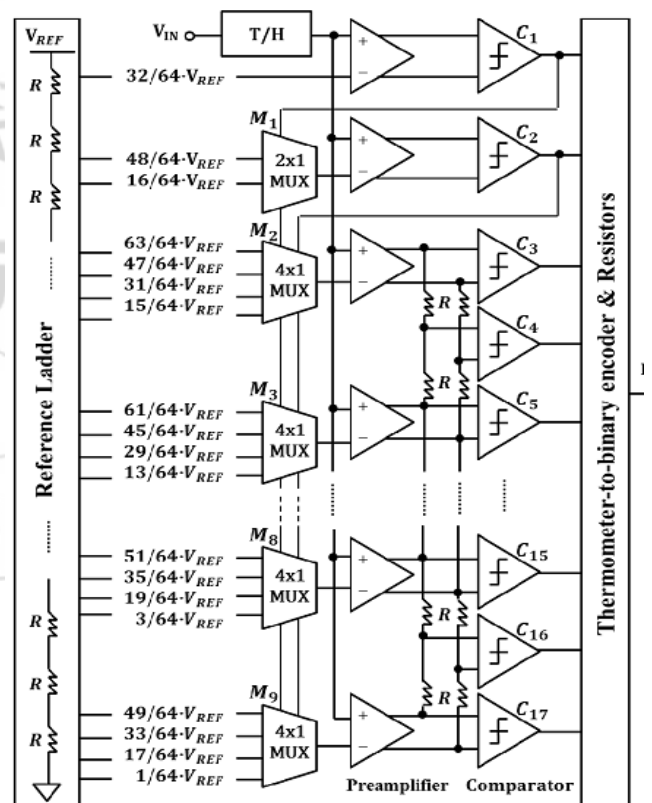 V_REF
V_IN
T/H
+
−
C_1
R
32/64·V_REF
M_1
R
48/64·V_REF
16/64·V_REF
2x1
MUX
+
−
C_2
R
M_2
63/64·V_REF
47/64·V_REF
31/64·V_REF
15/64·V_REF
4x1
MUX
+
−
C_3
R
C_4
R
M_3
61/64·V_REF
45/64·V_REF
29/64·V_REF
13/64·V_REF
4x1
MUX
+
−
C_5
Reference Ladder
Thermometer-to-binary encoder & Resistors
M_8
51/64·V_REF
35/64·V_REF
19/64·V_REF
3/64·V_REF
4x1
MUX
+
−
C_15
R
R
C_16
R
R
M_9
49/64·V_REF
33/64·V_REF
17/64·V_REF
1/64·V_REF
4x1
MUX
+
−
C_17
R
Preamplifier
Comparator